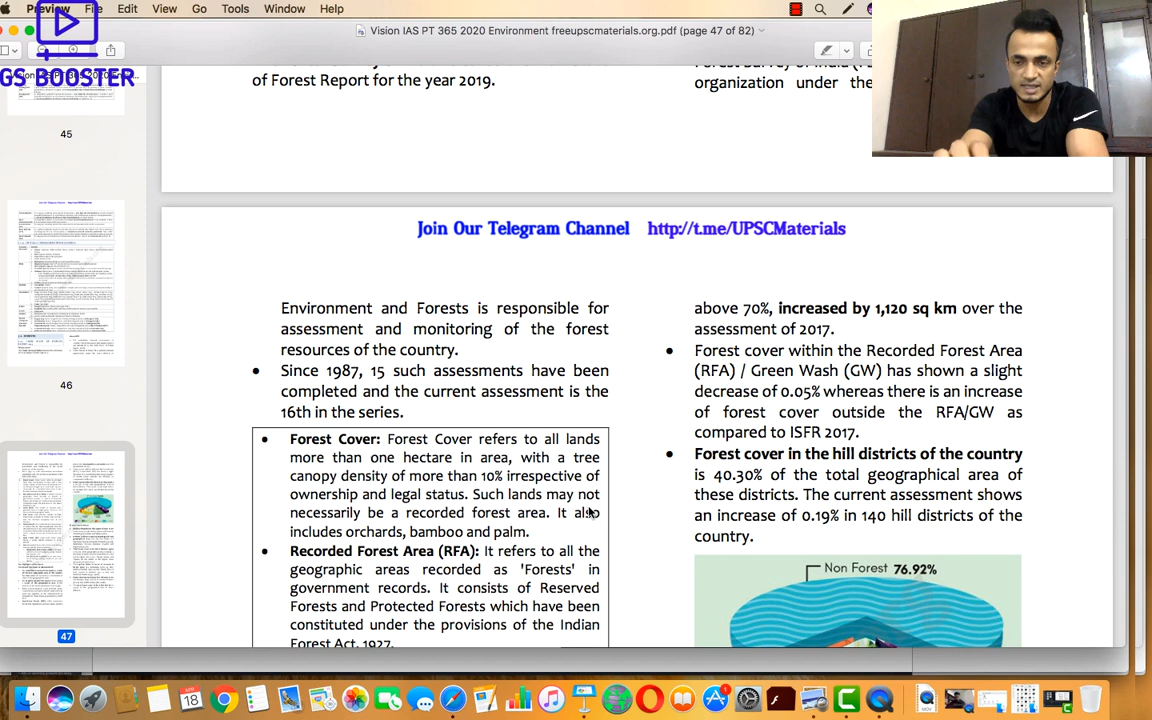 Preview File Edit View Go Tools Window Help
Vision IAS PT 365 2020 Environment freeupscmaterials.org.pdf (page 47 of 82)
GS BOOSTER
45
46
47
of Forest Report for the year 2019.
organization under the
Join Our Telegram Channel http://t.me/UPSCMaterials
Environment and Forests is responsible for
assessment and monitoring of the forest
resources of the country.
• Since 1987, 15 such assessments have been
completed and the current assessment is the
16th in the series.
• Forest Cover: Forest Cover refers to all lands
more than one hectare in area, with a tree
canopy density of more than 10% irrespective of
ownership and legal status. Such lands may not
necessarily be a recorded forest area. It also
includes orchards, bamboo and palm.
• Recorded Forest Area (RFA): It refers to all the
geographic areas recorded as 'Forests' in
government records. It consists of Reserved
Forests and Protected Forests which have been
constituted under the provisions of the Indian
Forest Act, 1927.
above 70%, increased by 1,120 sq km over the
assessment of 2017.
• Forest cover within the Recorded Forest Area
(RFA) / Green Wash (GW) has shown a slight
decrease of 0.05% whereas there is an increase
of forest cover outside the RFA/GW as
compared to ISFR 2017.
• Forest cover in the hill districts of the country
is 40.30% of the total geographical area of
these districts. The current assessment shows
an increase of 0.19% in 140 hill districts of the
country.
Non Forest 76.92%
APR
18
1